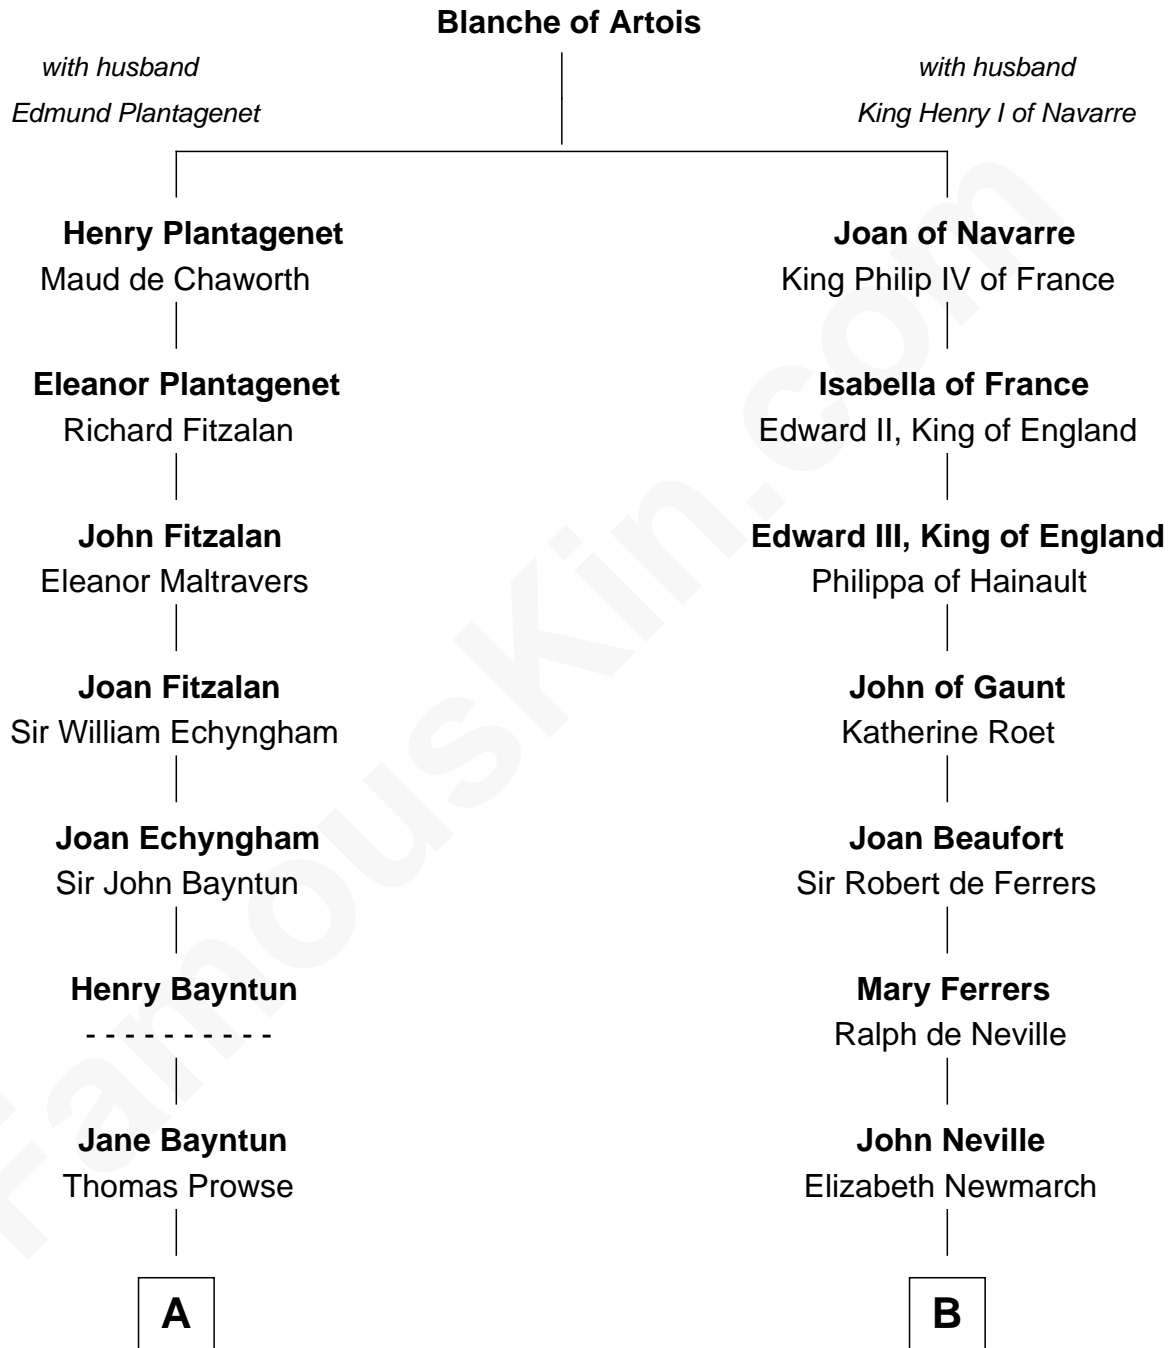 Blanche of Artois
with husband
Edmund Plantagenet
with husband
King Henry I of Navarre
Henry Plantagenet
Maud de Chaworth
Eleanor Plantagenet
Richard Fitzalan
John Fitzalan
Eleanor Maltravers
Joan Fitzalan
Sir William Echyngham
Joan Echyngham
Sir John Bayntun
Henry Bayntun
- - - - - - - - - -
Jane Bayntun
Thomas Prowse
A
Joan of Navarre
King Philip IV of France
Isabella of France
Edward II, King of England
Edward III, King of England
Philippa of Hainault
John of Gaunt
Katherine Roet
Joan Beaufort
Sir Robert de Ferrers
Mary Ferrers
Ralph de Neville
John Neville
Elizabeth Newmarch
B
FamousKin.com